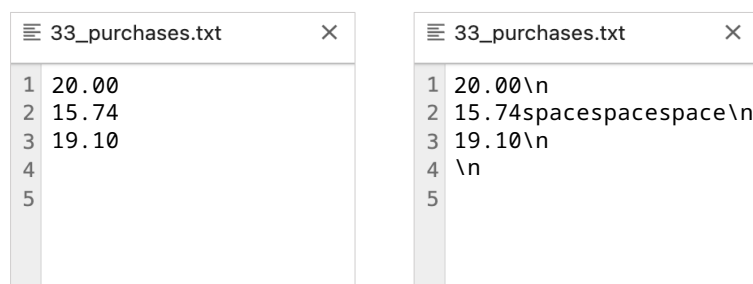 33_purchases.txt
1 20.00
2 15.74
3 19.10
4
5
33_purchases.txt
1 20.00\n
2 15.74spacespacespace\n
3 19.10\n
4 \n
5